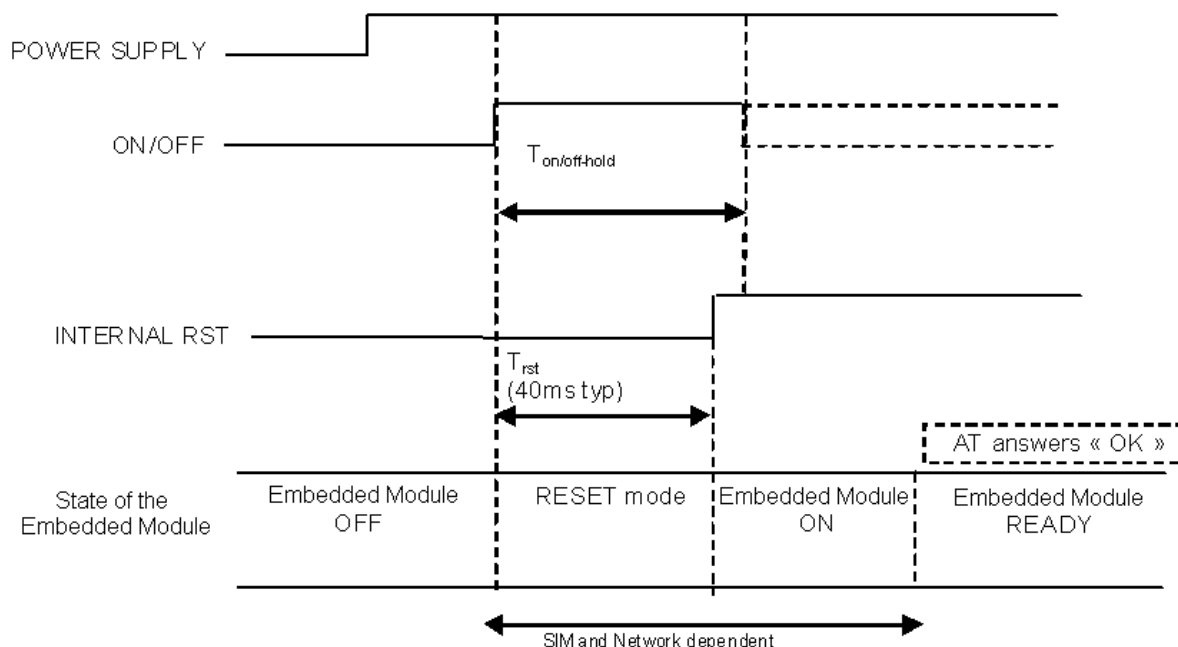 POWER SUPPLY
ON/OFF
Ton/off-hold
INTERNAL RST
Trst
(40ms typ)
AT answers « OK »
State of the
Embedded Module
Embedded Module
OFF
RESET mode
Embedded Module
ON
Embedded Module
READY
SIM and Network dependent